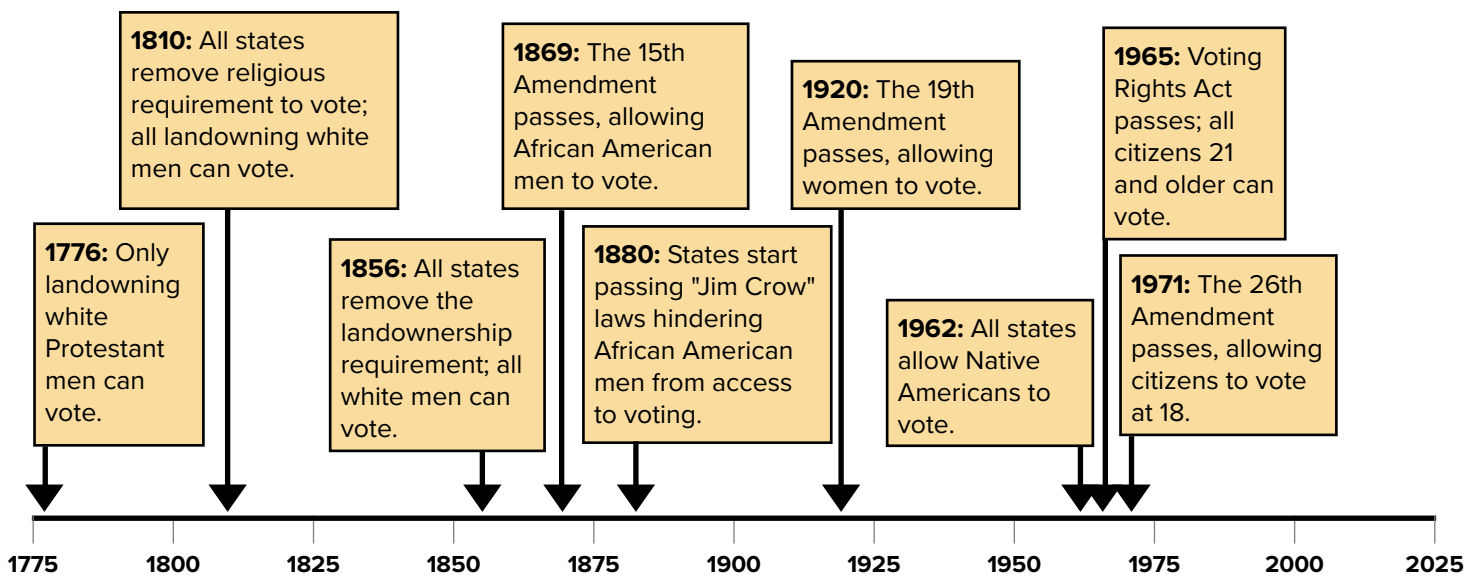 1810: All states
remove religious
requirement to vote;
all landowning white
men can vote.
1869: The 15th
Amendment
passes, allowing
African American
men to vote.
1920: The 19th
Amendment
passes, allowing
women to vote.
1965: Voting
Rights Act
passes; all
citizens 21
and older can
vote.
1776: Only
landowning
white
Protestant
men can
vote.
1856: All states
remove the
landownership
requirement; all
white men can
vote.
1880: States start
passing "Jim Crow"
laws hindering
African American
men from access
to voting.
1962: All states
allow Native
Americans to
vote.
1971: The 26th
Amendment
passes, allowing
citizens to vote
at 18.
1775 1800 1825 1850 1875 1900 1925 1950 1975 2000 2025